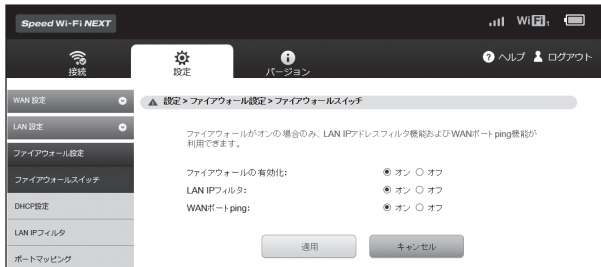 Speed Wi-Fi NEXT
WiFi1
接続
設定
バージョン
? ヘルプ
ログアウト
WAN 設定
LAN 設定
ファイアウォール設定
ファイアウォールスイッチ
DHCP設定
LAN IPフィルタ
ポートマッピング
設定 > ファイアウォール設定 > ファイアウォールスイッチ
ファイアウォールがオンの場合のみ、LAN IPアドレスフィルタ機能およびWANポートping機能が
利用できます。
ファイアウォールの有効化: オン オフ
LAN IPフィルタ: オン オフ
WANポートping: オン オフ
適用 キャンセル